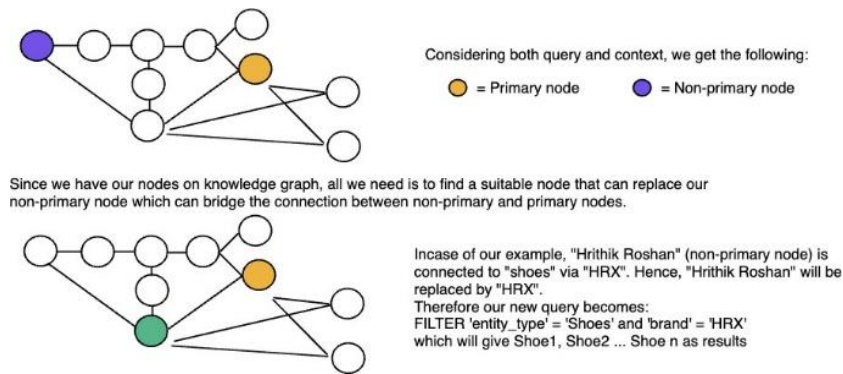 Considering both query and context, we get the following:
= Primary node
= Non-primary node
Since we have our nodes on knowledge graph, all we need is to find a suitable node that can replace our
non-primary node which can bridge the connection between non-primary and primary nodes.
Incase of our example, "Hrithik Roshan" (non-primary node) is
connected to "shoes" via "HRX". Hence, "Hrithik Roshan" will be
replaced by "HRX".
Therefore our new query becomes:
FILTER 'entity_type' = 'Shoes' and 'brand' = 'HRX'
which will give Shoe1, Shoe2 ... Shoe n as results